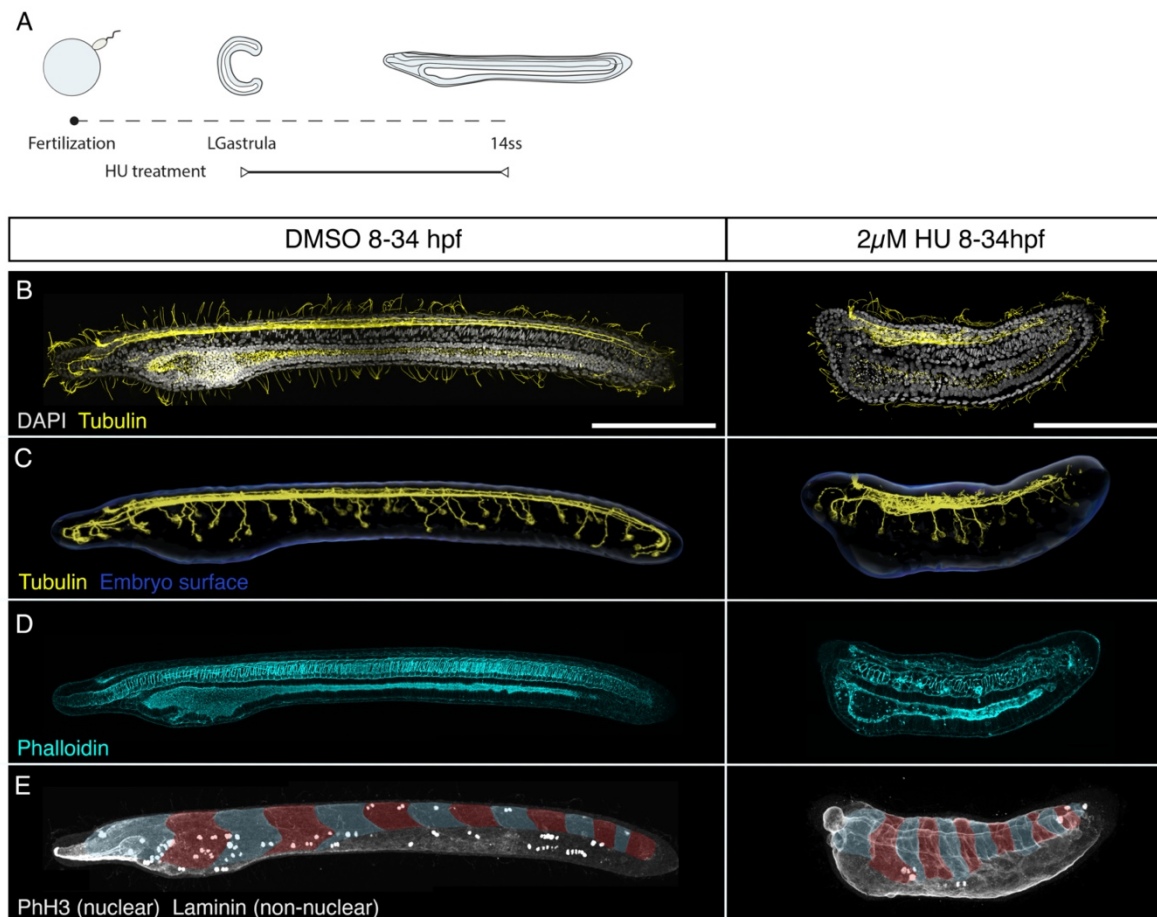 A
Fertilization
LGastrula
14ss
HU treatment
DMSO 8-34 hpf
2µM HU 8-34hpf
B
DAPI Tubulin
C
Tubulin Embryo surface
D
Phalloidin
E
PhH3 (nuclear) Laminin (non-nuclear)